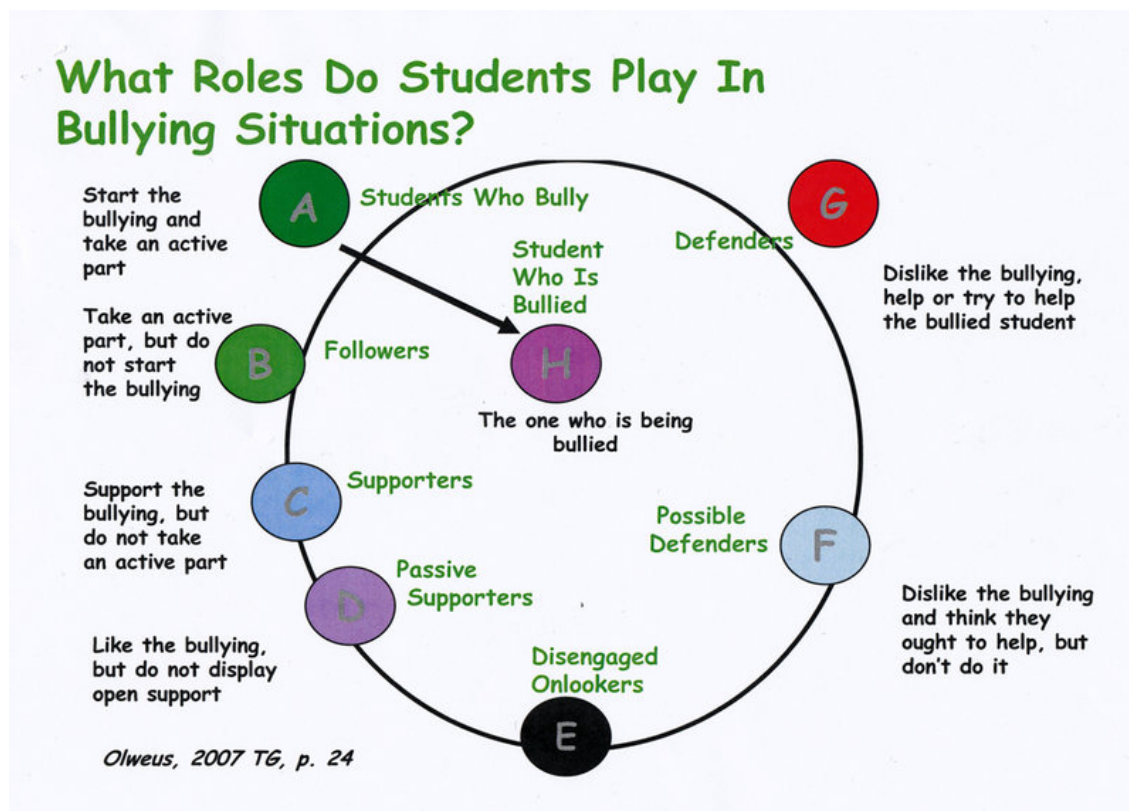 What Roles Do Students Play In
Bullying Situations?
Start the
bullying and
take an active
part
A
Students Who Bully
G
Defenders
Dislike the bullying,
help or try to help
the bullied student
Student
Who Is
Bullied
H
The one who is being
bullied
Take an active
part, but do
not start
the bullying
B
Followers
Support the
bullying, but
do not take
an active part
C
Supporters
Possible
Defenders
F
Dislike the bullying
and think they
ought to help, but
don't do it
D
Passive
Supporters
Like the bullying,
but do not display
open support
Disengaged
Onlookers
E
Olweus, 2007 TG, p. 24